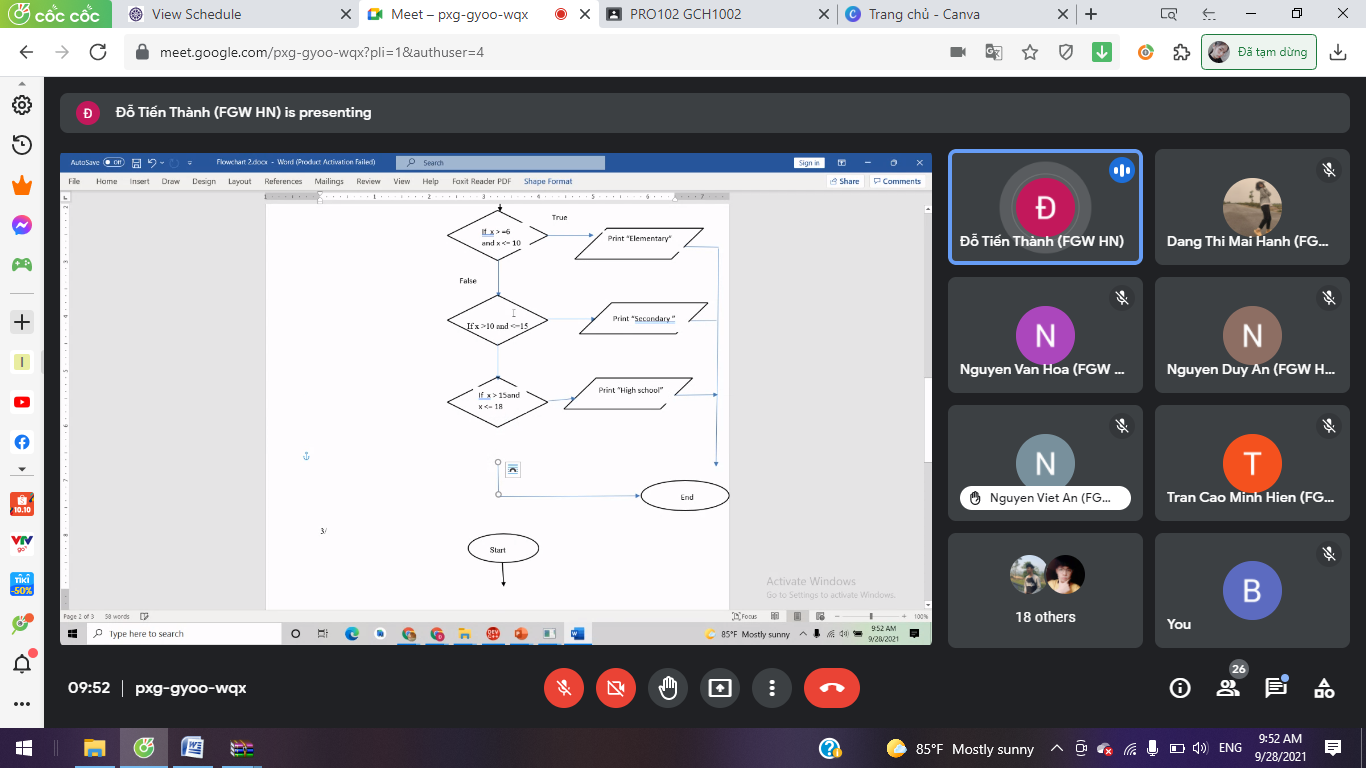 cốc cốc
View Schedule
Meet – pxg-gyoo-wqx
PRO102 GCH1002
Trang chủ - Canva
meet.google.com/pxg-gyoo-wqx?pli=1&authuser=4
Đã tạm dừng
Đ
Đỗ Tiến Thành (FGW HN) is presenting
AutoSave Off
Flowchart 2.docx - Word (Product Activation Failed)
Search
Sign in
File Home Insert Draw Design Layout References Mailings Review View Help Foxit Reader PDF Shape Format
Share
Comments
True
If x > =6
and x <= 10
Print “Elementary”
False
If x >10 and <=15
Print “Secondary ”
If x > 15and
x <= 18
Print “High school”
End
3/
Start
Activate Windows
Go to Settings to activate Windows.
Page 2 of 3 59 words
Focus
100%
Type here to search
85°F Mostly sunny
9:52 AM
9/28/2021
Đ
Đỗ Tiến Thành (FGW HN)
Dang Thi Mai Hanh (FG...
N
Nguyen Van Hoa (FGW ...
N
Nguyen Duy An (FGW H...
N
Nguyen Viet An (FG...
T
Tran Cao Minh Hien (FG...
18 others
B
You
I
10.10
VTV
go
TIKI
-50%
09:52 | pxg-gyoo-wqx
26
85°F Mostly sunny
ENG
9:52 AM
9/28/2021